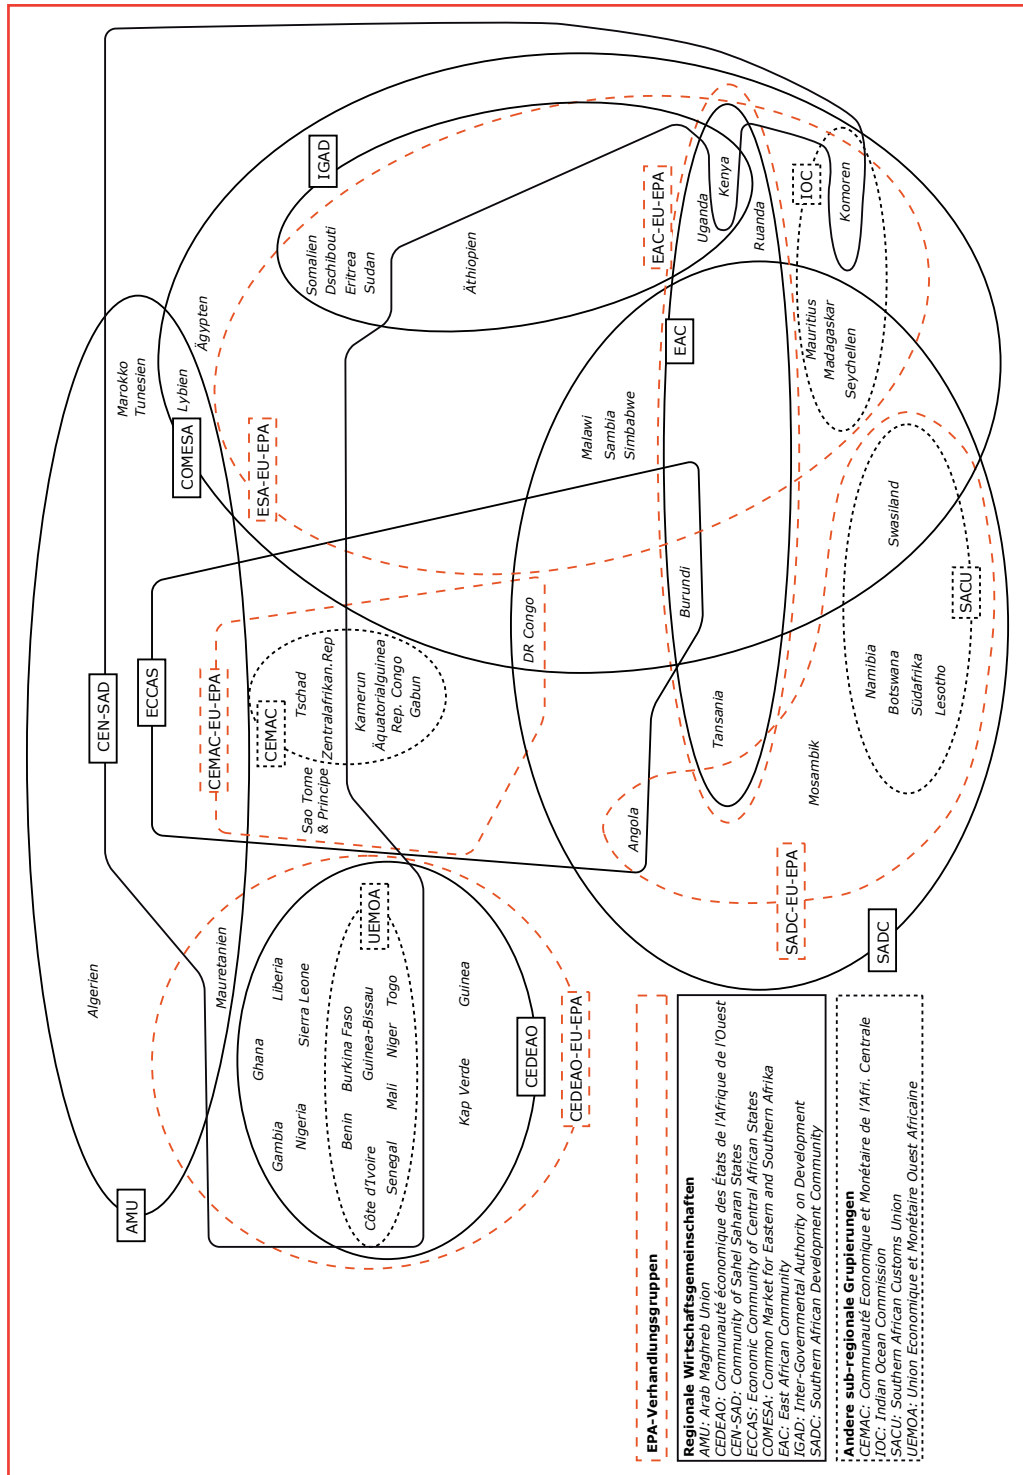 AMU
Algerien
Mauretanien
CEN-SAD
ECCAS
CEMAC-EU-EPA
CEMAC
Tschad
Zentralafrikan.Rep
Kamerun
Äquatorialguinea
Rep. Congo
Gabun
Sao Tome
& Principe
Marokko
Tunesien
Lybien
Ägypten
COMESA
ESA-EU-EPA
IGAD
Somalien
Dschibouti
Eritrea
Sudan
Äthiopien
EAC-EU-EPA
Uganda
Kenya
Ruanda
EAC
IOC
Komoren
Mauritius
Madagaskar
Seychellen
Malawi
Sambia
Simbabwe
DR Congo
Burundi
Tansania
Angola
Mosambik
Swasiland
SACU
Namibia
Botswana
Südafrika
Lesotho
SADC-EU-EPA
SADC
Ghana
Liberia
Gambia
Nigeria
Sierra Leone
UEMOA
Benin
Burkina Faso
Côte d'Ivoire
Guinea-Bissau
Senegal
Mali
Niger
Togo
Kap Verde
Guinea
CEDEAO
CEDEAO-EU-EPA
EPA-Verhandlungsgruppen
Regionale Wirtschaftsgemeinschaften
AMU: Arab Maghreb Union
CEDEAO: Communauté économique des États de l'Afrique de l'Ouest
CEN-SAD: Community of Sahel Saharan States
ECCAS: Economic Community of Central African States
COMESA: Common Market for Eastern and Southern Afrika
EAC: East African Community
IGAD: Inter-Governmental Authority on Development
SADC: Southern African Development Community
Andere sub-regionale Grupierungen
CEMAC: Communauté Economique et Monétaire de l'Afri. Centrale
IOC: Indian Ocean Commission
SACU: Southern African Customs Union
UEMOA: Union Economique et Monétaire Ouest Africaine